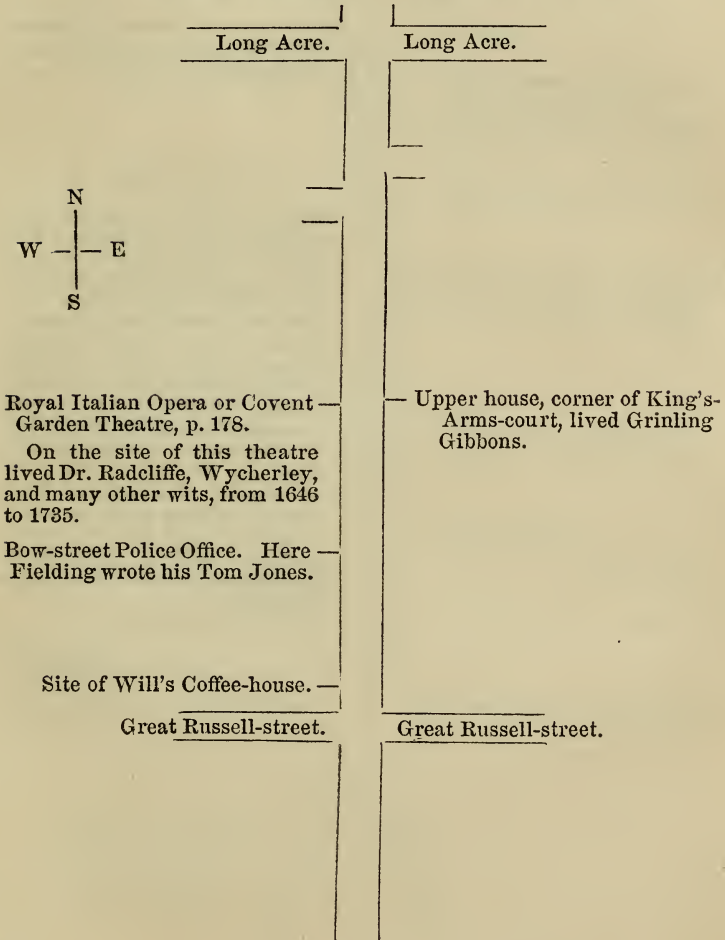 Long Acre. Long Acre.
N
W E
S
Royal Italian Opera or Covent
Garden Theatre, p. 178.
On the site of this theatre
lived Dr. Radcliffe, Wycherley,
and many other wits, from 1646
to 1735.
Upper house, corner of King's-
Arms-court, lived Grinling
Gibbons.
Bow-street Police Office. Here
Fielding wrote his Tom Jones.
Site of Will's Coffee-house.
Great Russell-street. Great Russell-street.